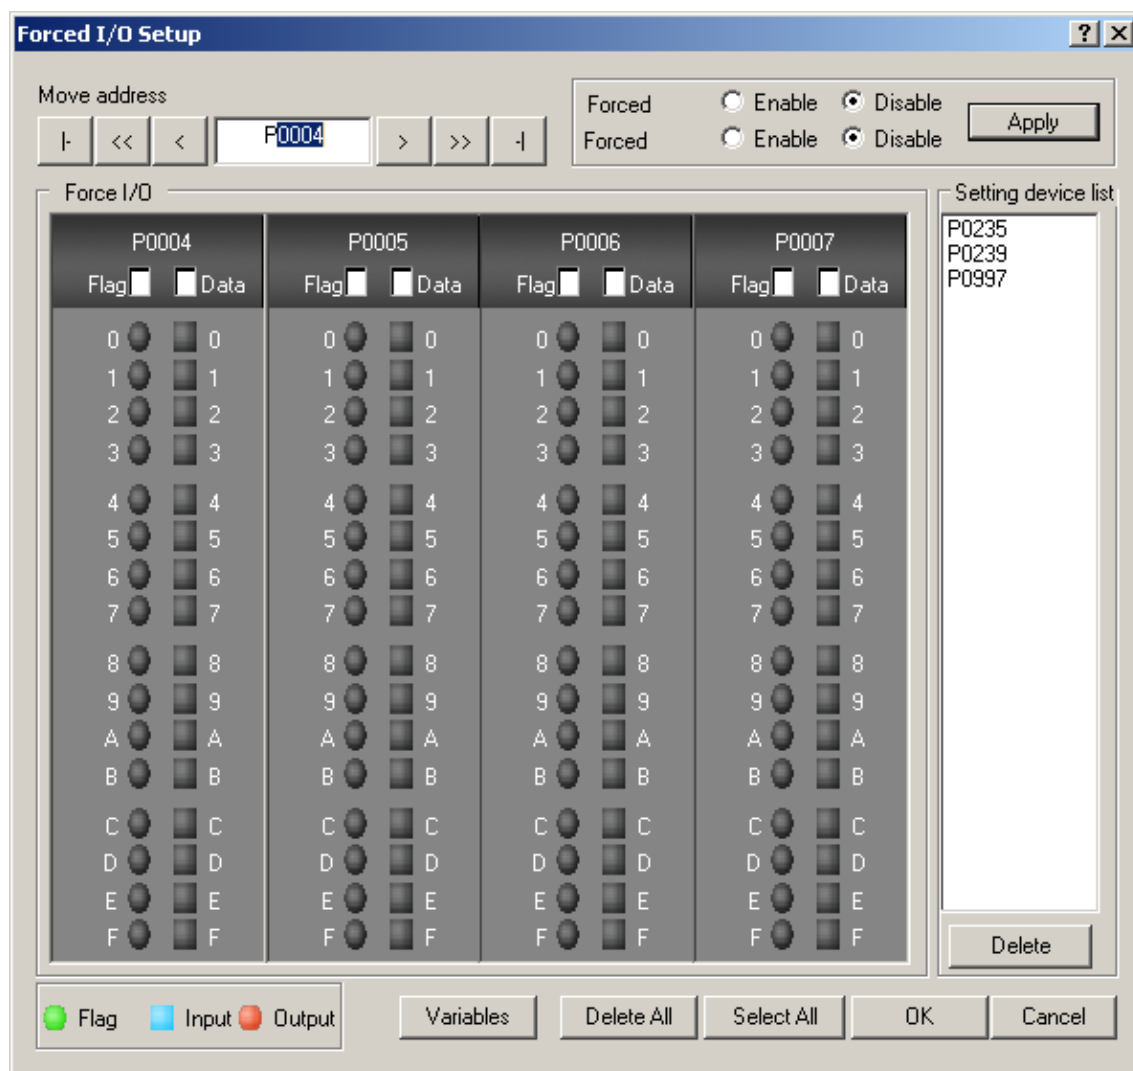 Forced I/O Setup ? X
Move address
|- << < P0004 > >> -|
Forced Enable Disable
Forced Enable Disable
Apply
Force I/O
P0004 P0005 P0006 P0007
Flag Data Flag Data Flag Data Flag Data
0 0 0 0 0 0 0 0
1 1 1 1 1 1 1 1
2 2 2 2 2 2 2 2
3 3 3 3 3 3 3 3
4 4 4 4 4 4 4 4
5 5 5 5 5 5 5 5
6 6 6 6 6 6 6 6
7 7 7 7 7 7 7 7
8 8 8 8 8 8 8 8
9 9 9 9 9 9 9 9
A A A A A A A A
B B B B B B B B
C C C C C C C C
D D D D D D D D
E E E E E E E E
F F F F F F F F
Setting device list
P0235
P0239
P0997
Delete
Flag Input Output
Variables Delete All Select All OK Cancel